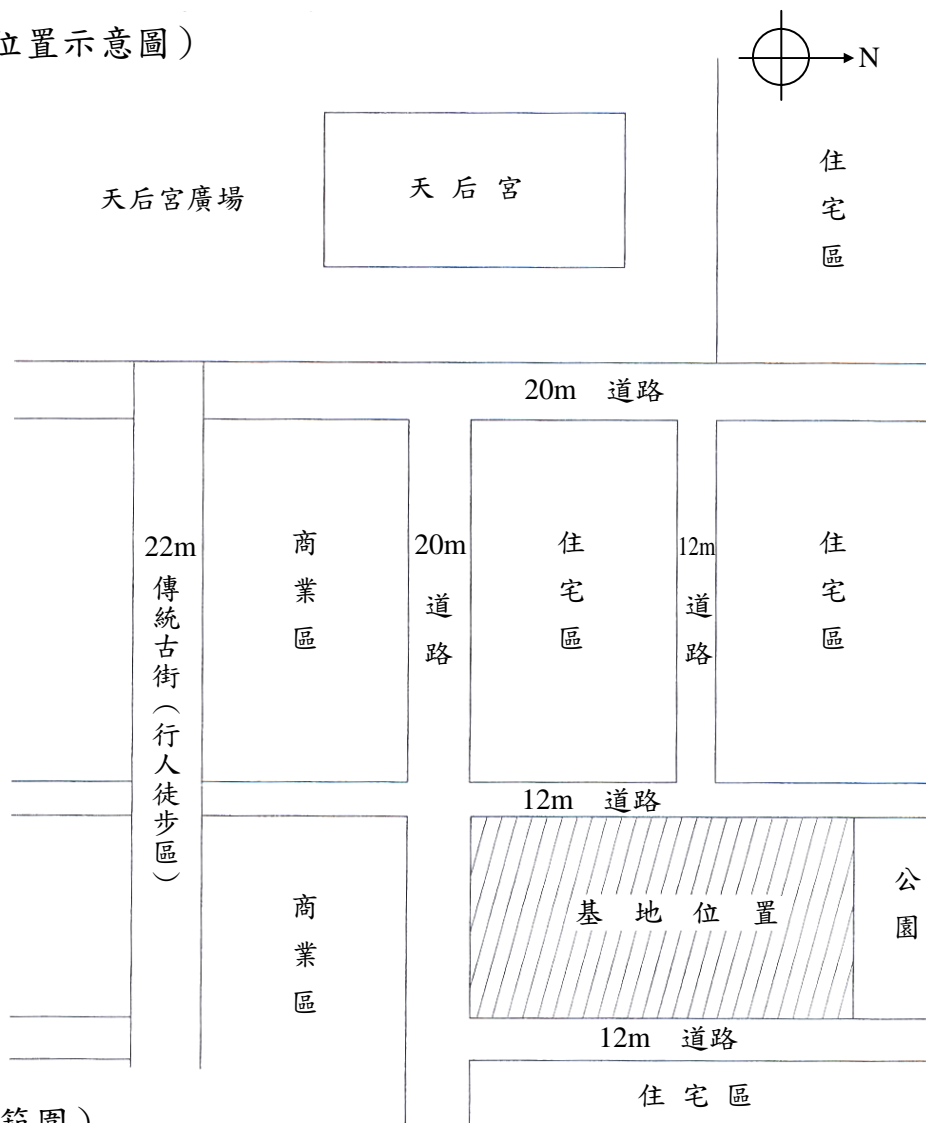 立置示意圖）
N
天后宮廣場
天后宮
住宅區
20m 道路
22m
傳統古街（行人徒步區）
商業區
20m
道路
住宅區
12m
道路
住宅區
12m 道路
商業區
基地位置
公園
12m 道路
住宅區
範圍）